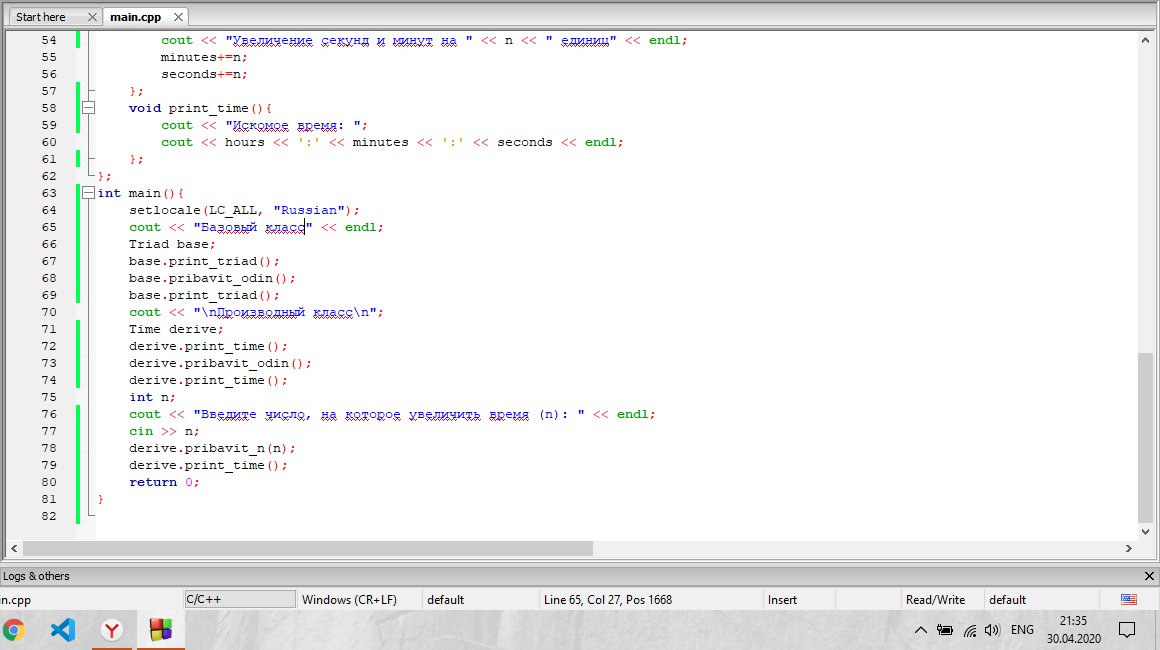 Start here
main.cpp
54 cout << "Увеличение секунд и минут на " << n << " единиц" << endl;
55 minutes+=n;
56 seconds+=n;
57 };
58 void print_time(){
59 cout << "Искомое время: ";
60 cout << hours << ':' << minutes << ':' << seconds << endl;
61 };
62 };
63 int main(){
64 setlocale(LC_ALL, "Russian");
65 cout << "Базовый класс" << endl;
66 Triad base;
67 base.print_triad();
68 base.pribavit_odin();
69 base.print_triad();
70 cout << "\nПроизводный класс\n";
71 Time derive;
72 derive.print_time();
73 derive.pribavit_odin();
74 derive.print_time();
75 int n;
76 cout << "Введите число, на которое увеличить время (n): " << endl;
77 cin >> n;
78 derive.pribavit_n(n);
79 derive.print_time();
80 return 0;
81 }
82
Logs & others
in.cpp C/C++ Windows (CR+LF) default Line 65, Col 27, Pos 1668 Insert Read/Write default
ENG 21:35
30.04.2020